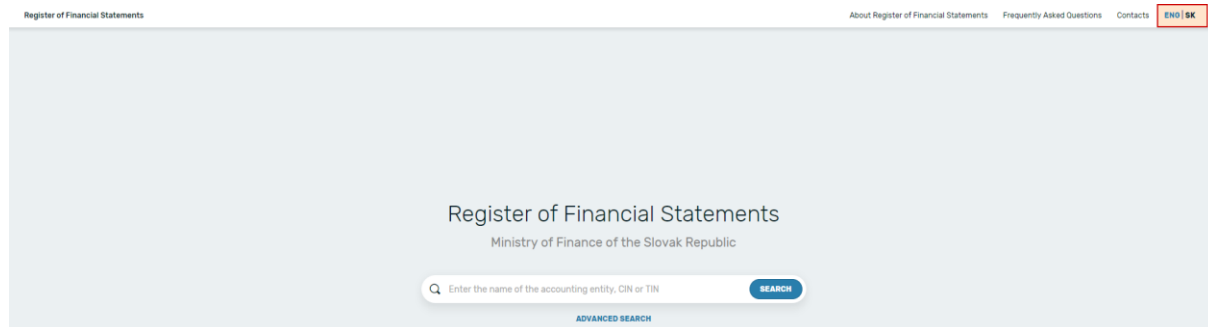 Register of Financial Statements
About Register of Financial Statements Frequently Asked Questions Contacts ENG|SK
Register of Financial Statements
Ministry of Finance of the Slovak Republic
Enter the name of the accounting entity, CIN or TIN SEARCH
ADVANCED SEARCH